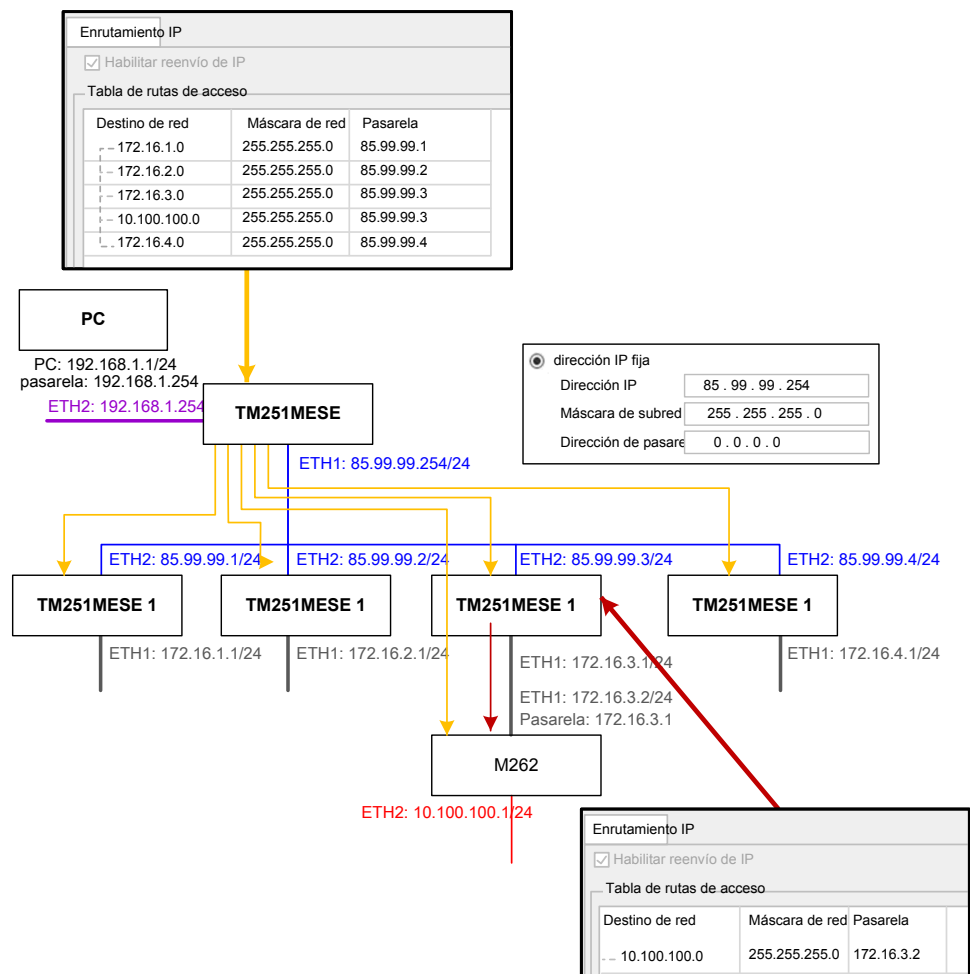 Enrutamiento IP
Habilitar reenvío de IP
Tabla de rutas de acceso
Destino de red Máscara de red Pasarela
172.16.1.0 255.255.255.0 85.99.99.1
172.16.2.0 255.255.255.0 85.99.99.2
172.16.3.0 255.255.255.0 85.99.99.3
10.100.100.0 255.255.255.0 85.99.99.3
172.16.4.0 255.255.255.0 85.99.99.4
PC
PC: 192.168.1.1/24
pasarela: 192.168.1.254
ETH2: 192.168.1.254
TM251MESE
ETH1: 85.99.99.254/24
dirección IP fija
Dirección IP 85 . 99 . 99 . 254
Máscara de subred 255 . 255 . 255 . 0
Dirección de pasare 0 . 0 . 0 . 0
ETH2: 85.99.99.1/24 ETH2: 85.99.99.2/24 ETH2: 85.99.99.3/24 ETH2: 85.99.99.4/24
TM251MESE 1 TM251MESE 1 TM251MESE 1 TM251MESE 1
ETH1: 172.16.1.1/24 ETH1: 172.16.2.1/24 ETH1: 172.16.3.1/24 ETH1: 172.16.4.1/24
ETH1: 172.16.3.2/24
Pasarela: 172.16.3.1
M262
ETH2: 10.100.100.1/24
Enrutamiento IP
Habilitar reenvío de IP
Tabla de rutas de acceso
Destino de red Máscara de red Pasarela
10.100.100.0 255.255.255.0 172.16.3.2